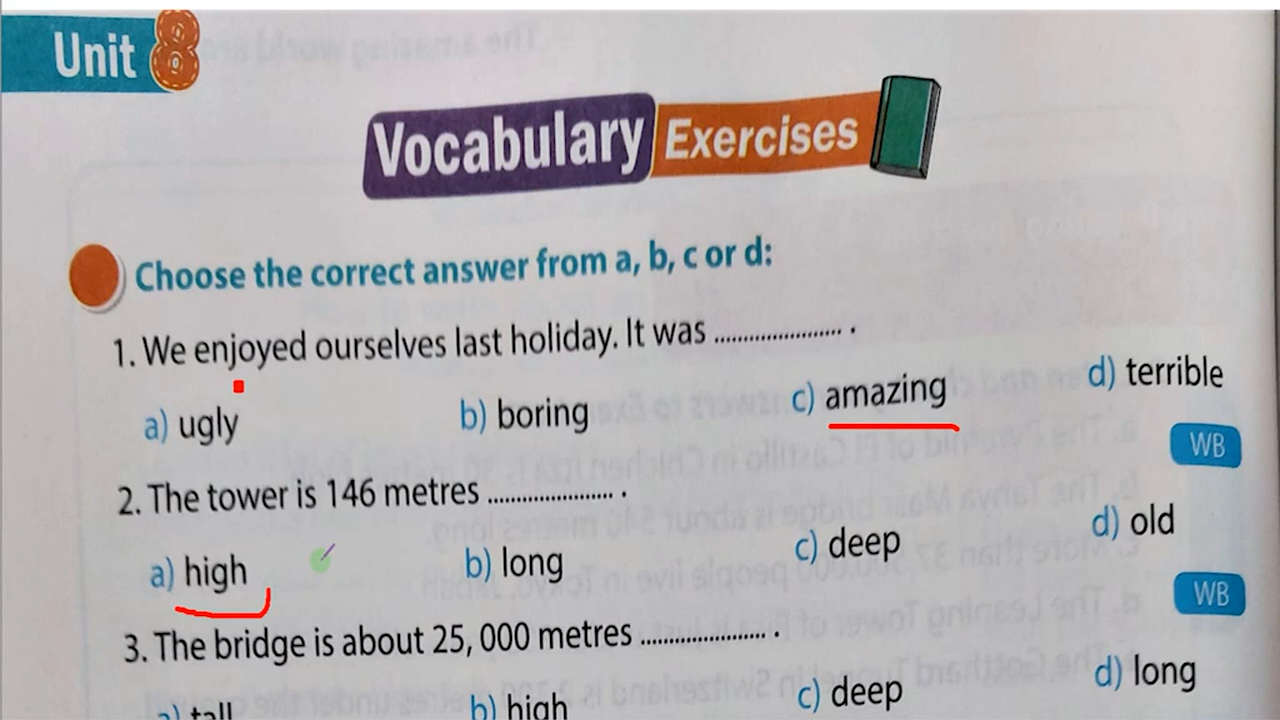 Unit 8
Vocabulary Exercises
Choose the correct answer from a, b, c or d:
1. We enjoyed ourselves last holiday. It was ...................... .
a) ugly b) boring c) amazing d) terrible
WB
2. The tower is 146 metres ...................... .
a) high b) long c) deep d) old
WB
3. The bridge is about 25, 000 metres ...................... .
a) tall b) high c) deep d) long